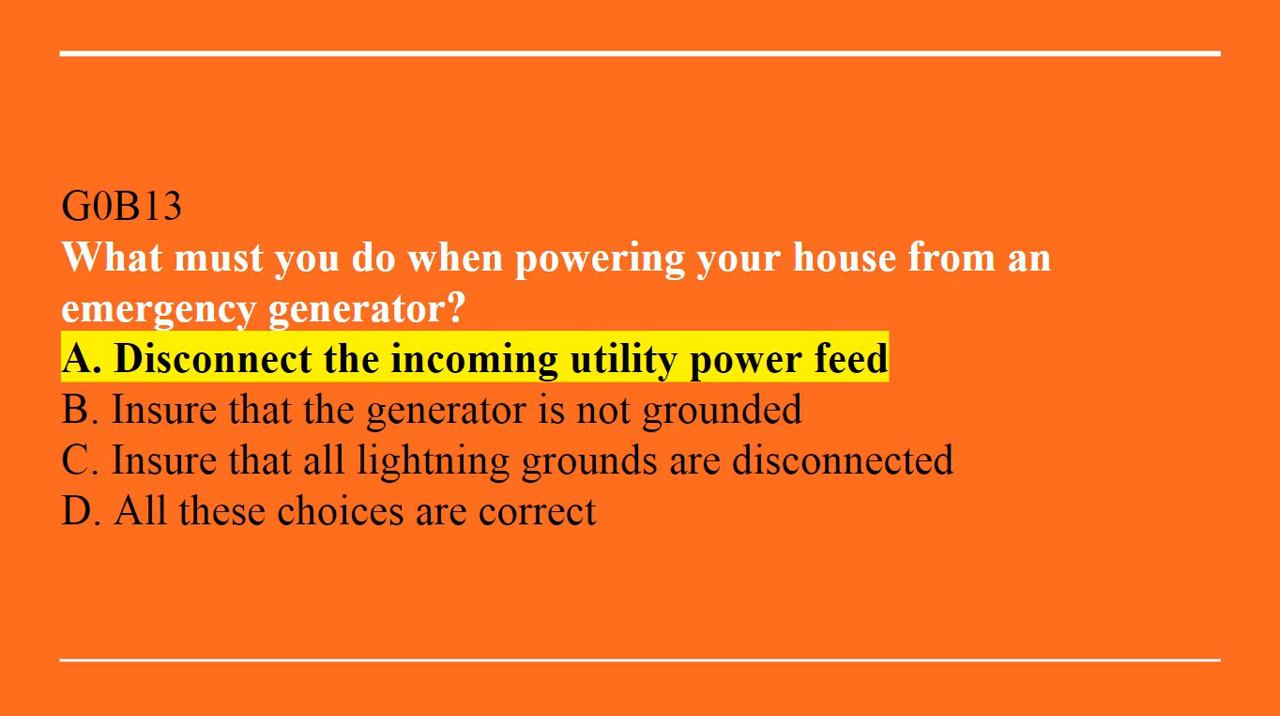 G0B13
What must you do when powering your house from an
emergency generator?
A. Disconnect the incoming utility power feed
B. Insure that the generator is not grounded
C. Insure that all lightning grounds are disconnected
D. All these choices are correct